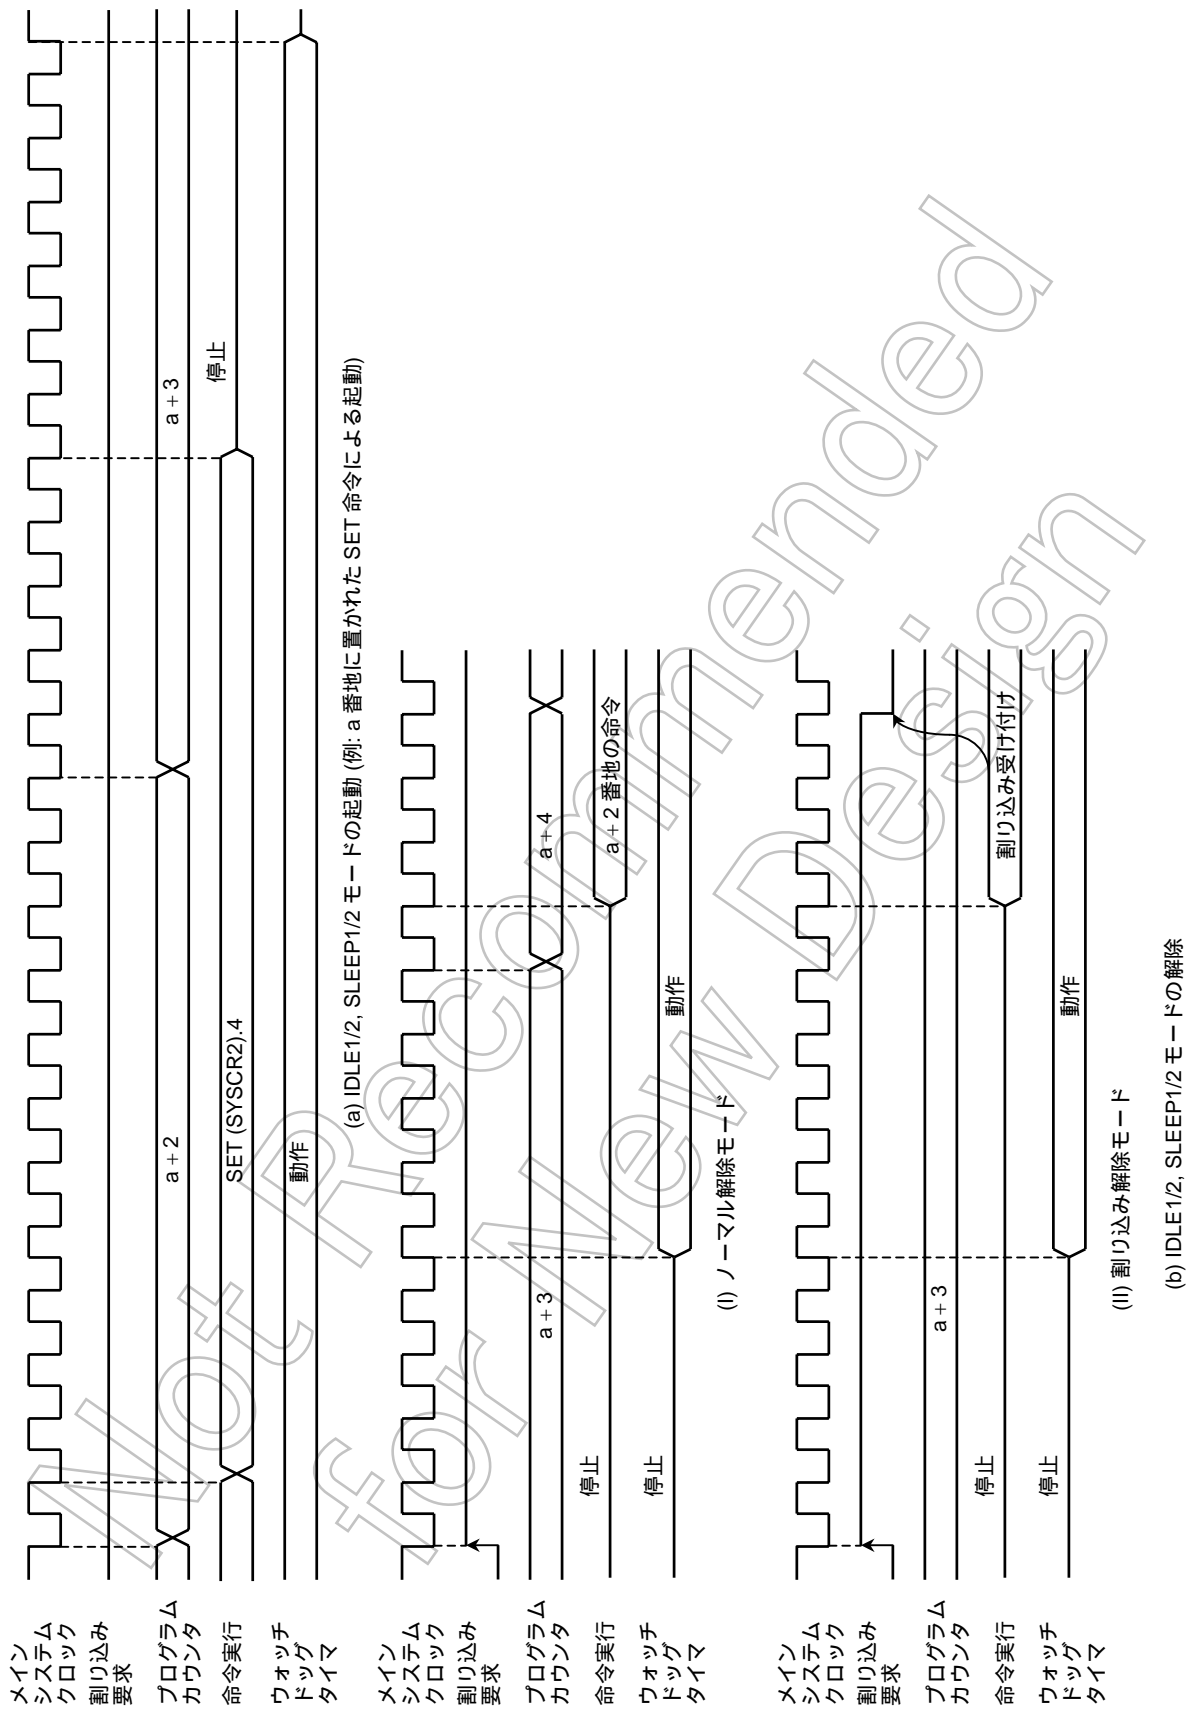 メイン
システム
クロック
割り込み
要求
プログラム
カウンタ
a + 2
a + 3
命令実行
SET (SYSCR2).4
停止
ウォッチ
ドッグ
タイマ
動作
(a) IDLE1/2, SLEEP1/2 モードの起動 (例: a 番地に置かれた SET 命令による起動)
メイン
システム
クロック
割り込み
要求
プログラム
カウンタ
a + 3
a + 4
命令実行
停止
a + 2 番地の命令
ウォッチ
ドッグ
タイマ
停止
動作
(I) ノーマル解除モード
メイン
システム
クロック
割り込み
要求
プログラム
カウンタ
a + 3
命令実行
停止
割り込み受け付け
ウォッチ
ドッグ
タイマ
停止
動作
(II) 割り込み解除モード
(b) IDLE1/2, SLEEP1/2 モードの解除
Not Recommended
for New Design